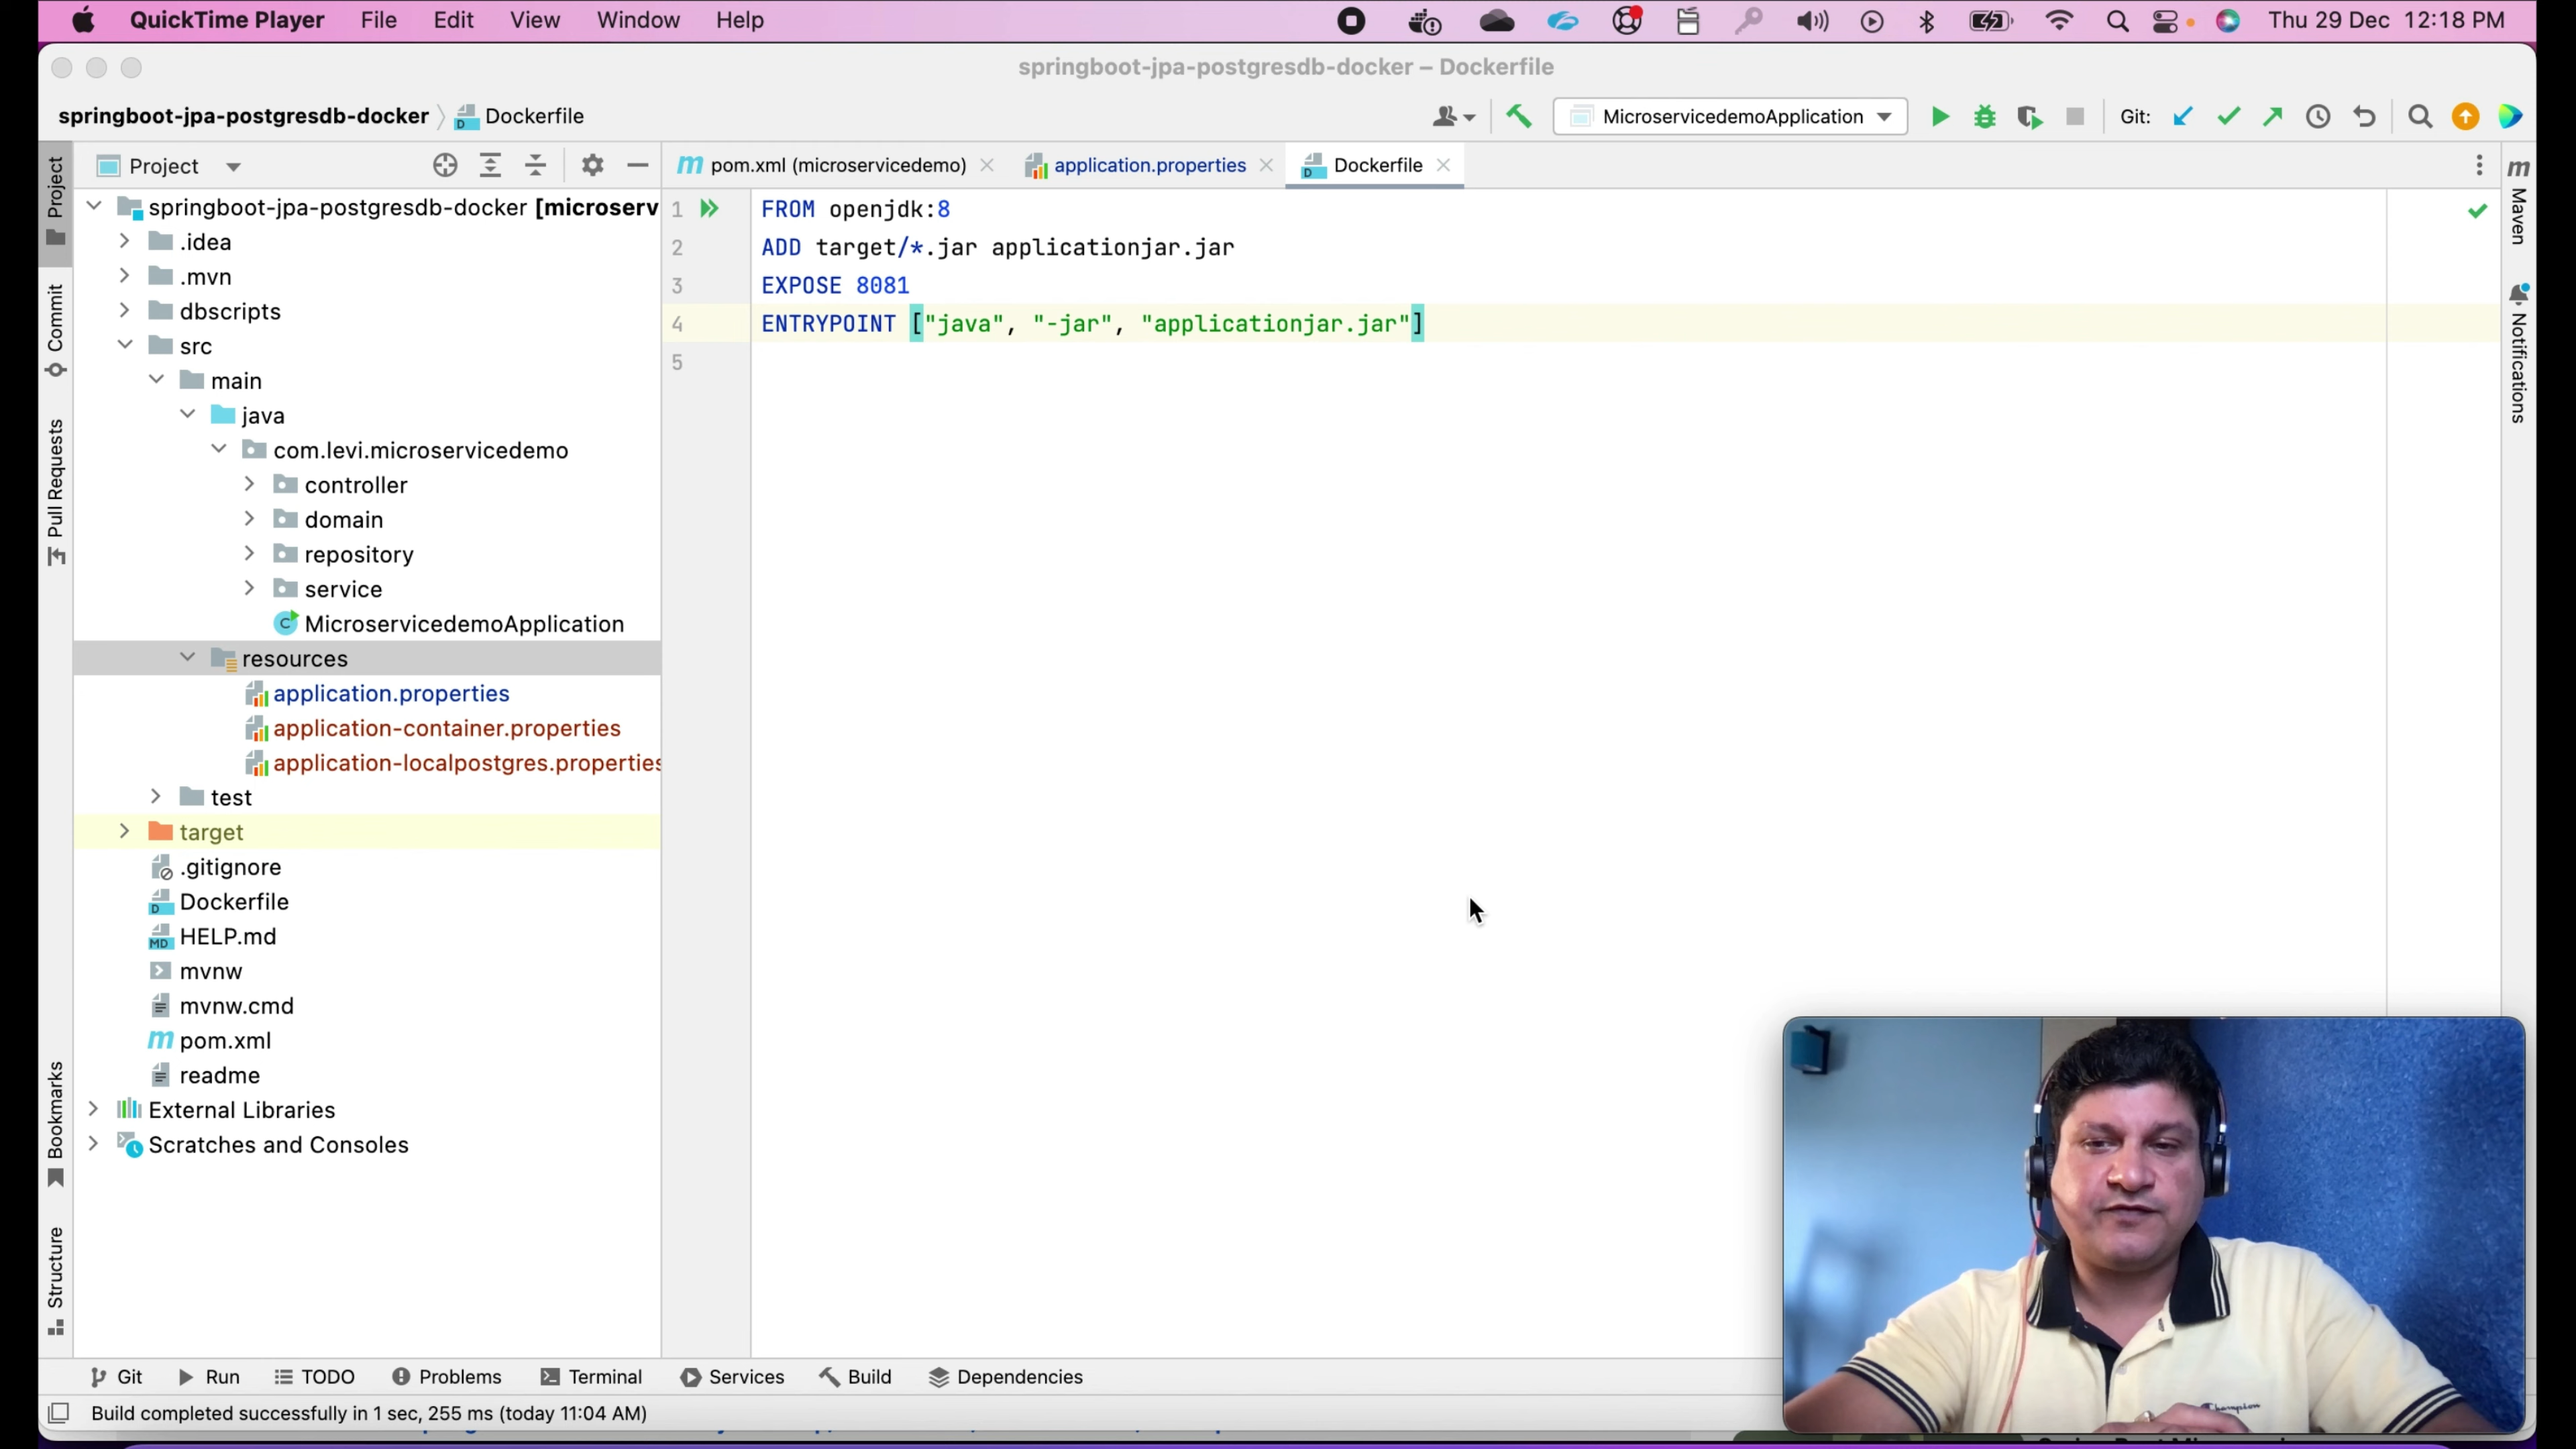 QuickTime Player File Edit View Window Help Thu 29 Dec 12:18 PM
springboot-jpa-postgresdb-docker – Dockerfile
springboot-jpa-postgresdb-docker Dockerfile MicroservicedemoApplication Git:
Project
pom.xml (microservicedemo) application.properties Dockerfile
Project
Commit
Pull Requests
Bookmarks
Structure
springboot-jpa-postgresdb-docker [microserv
.idea
.mvn
dbscripts
src
main
java
com.levi.microservicedemo
controller
domain
repository
service
MicroservicedemoApplication
resources
application.properties
application-container.properties
application-localpostgres.properties
test
target
.gitignore
Dockerfile
HELP.md
mvnw
mvnw.cmd
pom.xml
readme
External Libraries
Scratches and Consoles
1 FROM openjdk:8
2 ADD target/*.jar applicationjar.jar
3 EXPOSE 8081
4 ENTRYPOINT ["java", "-jar", "applicationjar.jar"]
5
Maven
Notifications
Champion
Git Run TODO Problems Terminal Services Build Dependencies
Build completed successfully in 1 sec, 255 ms (today 11:04 AM)